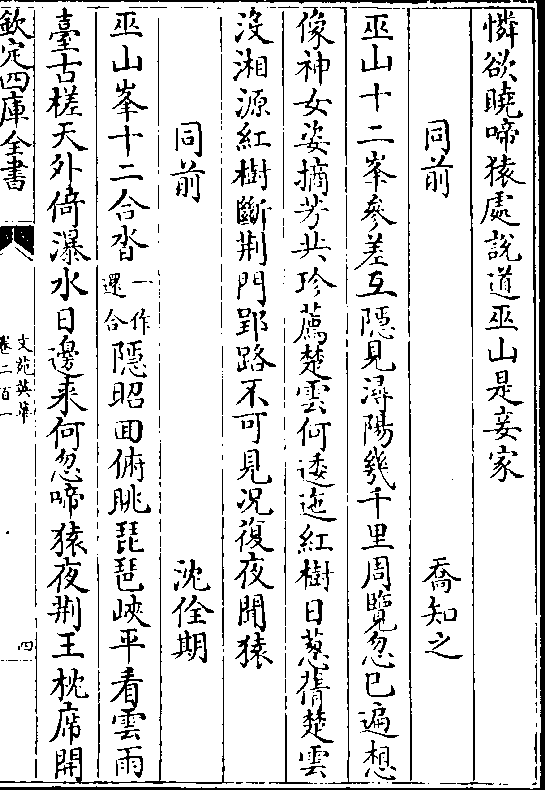 憐欲曉啼猿處說道巫山是妾家
同前 喬知之
巫山十二峯參差互隱見潯陽幾千里周覽忽已遍想
像神女姿摘芳共珍薦楚雲何逶迤紅樹日蔥蒨楚雲
沒湘源紅樹斷荆門郢路不可見况復夜聞猿
同前 沈佺期
巫山峯十二合沓一作還合隱昭回俯眺琵琶峽平看雲雨
臺古槎天外倚瀑水日邊来何忽啼猿夜荆王枕席開
欽定四庫全書
文苑英華
卷二百一
四